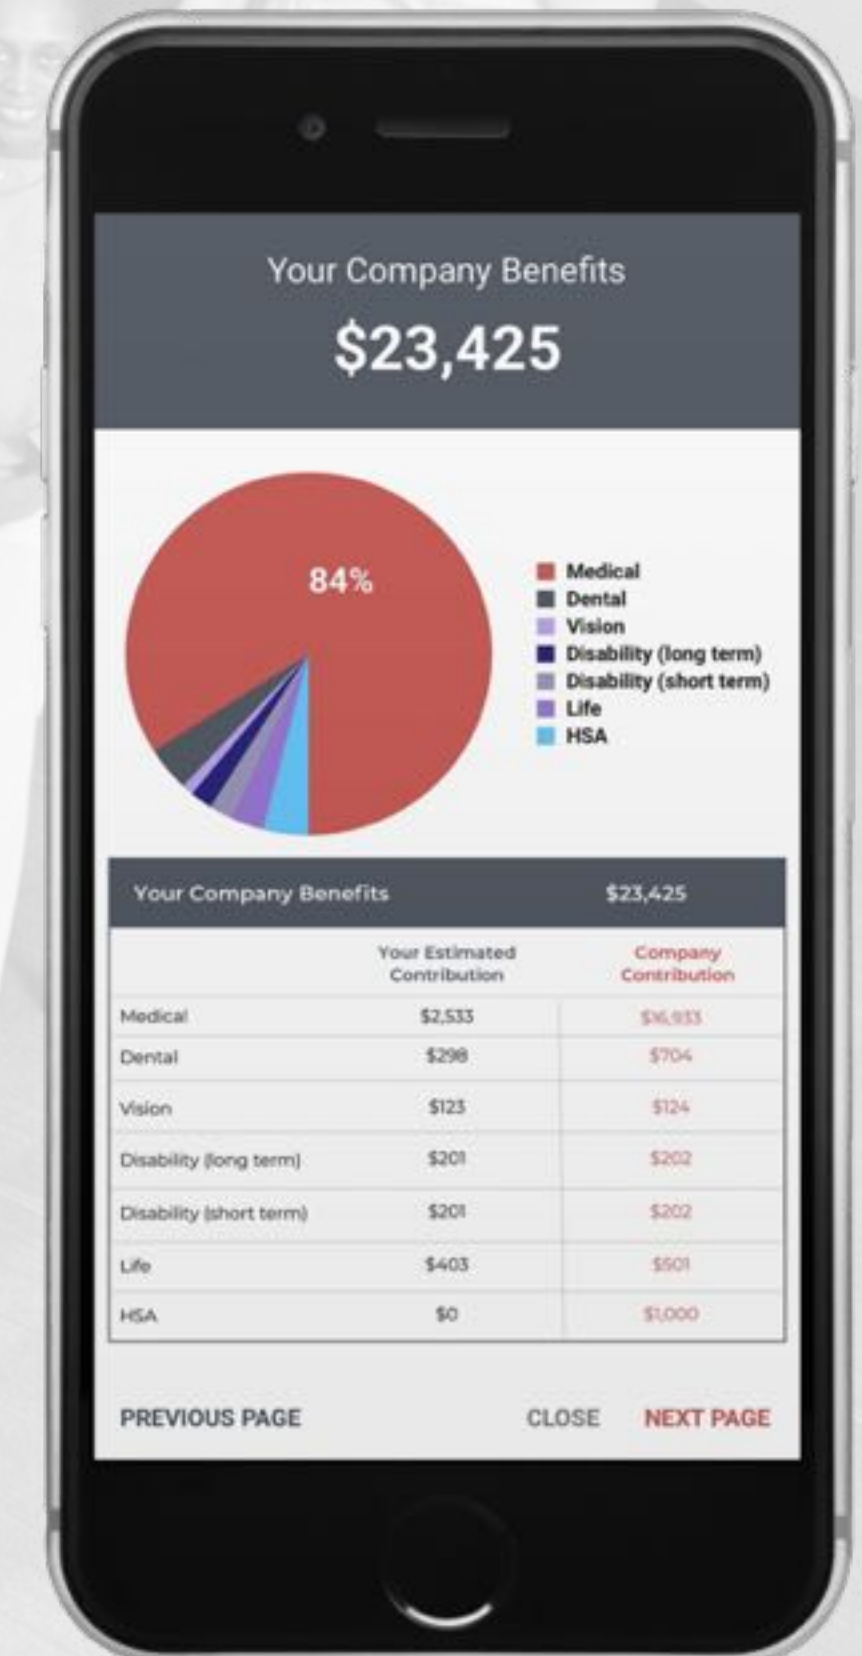 Your Company Benefits
$23,425
84%
Medical
Dental
Vision
Disability (long term)
Disability (short term)
Life
HSA
Your Company Benefits $23,425
Your Estimated Contribution Company Contribution
Medical $2,533 $16,933
Dental $298 $704
Vision $123 $124
Disability (long term) $201 $202
Disability (short term) $201 $202
Life $403 $501
HSA $0 $1,000
PREVIOUS PAGE CLOSE NEXT PAGE